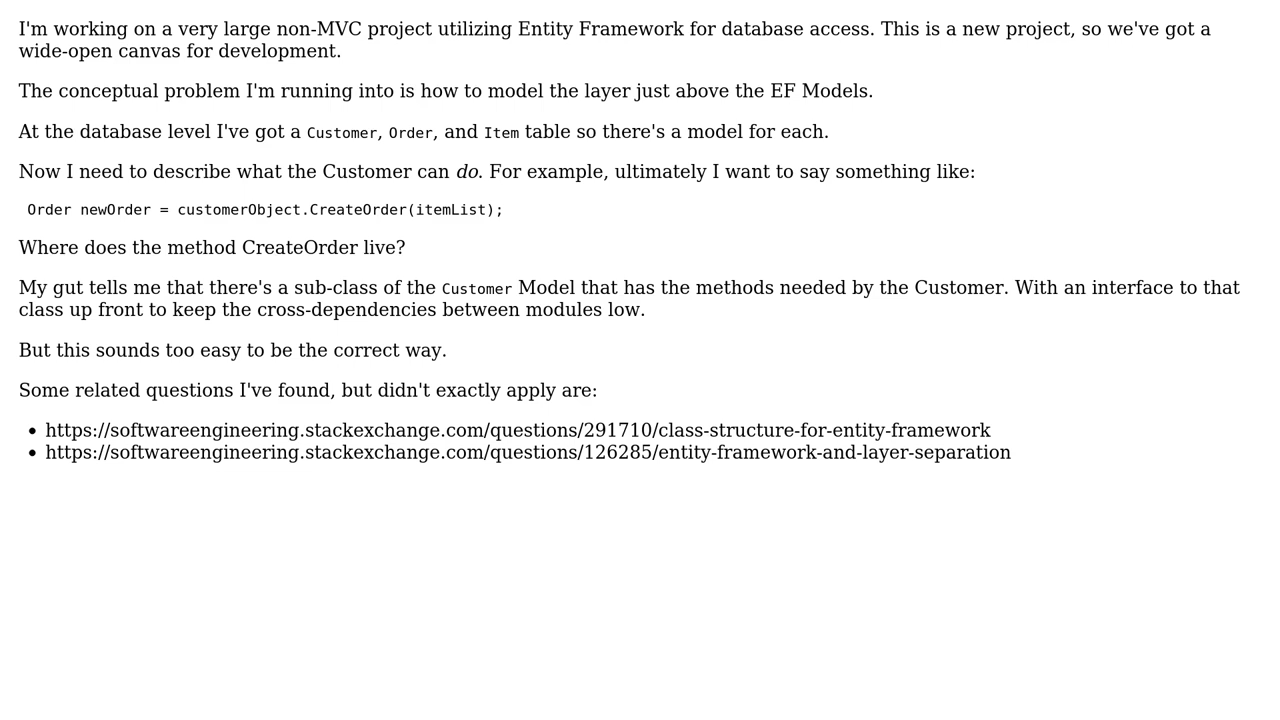 I'm working on a very large non-MVC project utilizing Entity Framework for database access. This is a new project, so we've got a
wide-open canvas for development.
The conceptual problem I'm running into is how to model the layer just above the EF Models.
At the database level I've got a Customer, Order, and Item table so there's a model for each.
Now I need to describe what the Customer can do. For example, ultimately I want to say something like:
Order newOrder = customerObject.CreateOrder(itemList);
Where does the method CreateOrder live?
My gut tells me that there's a sub-class of the Customer Model that has the methods needed by the Customer. With an interface to that
class up front to keep the cross-dependencies between modules low.
But this sounds too easy to be the correct way.
Some related questions I've found, but didn't exactly apply are:
• https://softwareengineering.stackexchange.com/questions/291710/class-structure-for-entity-framework
• https://softwareengineering.stackexchange.com/questions/126285/entity-framework-and-layer-separation